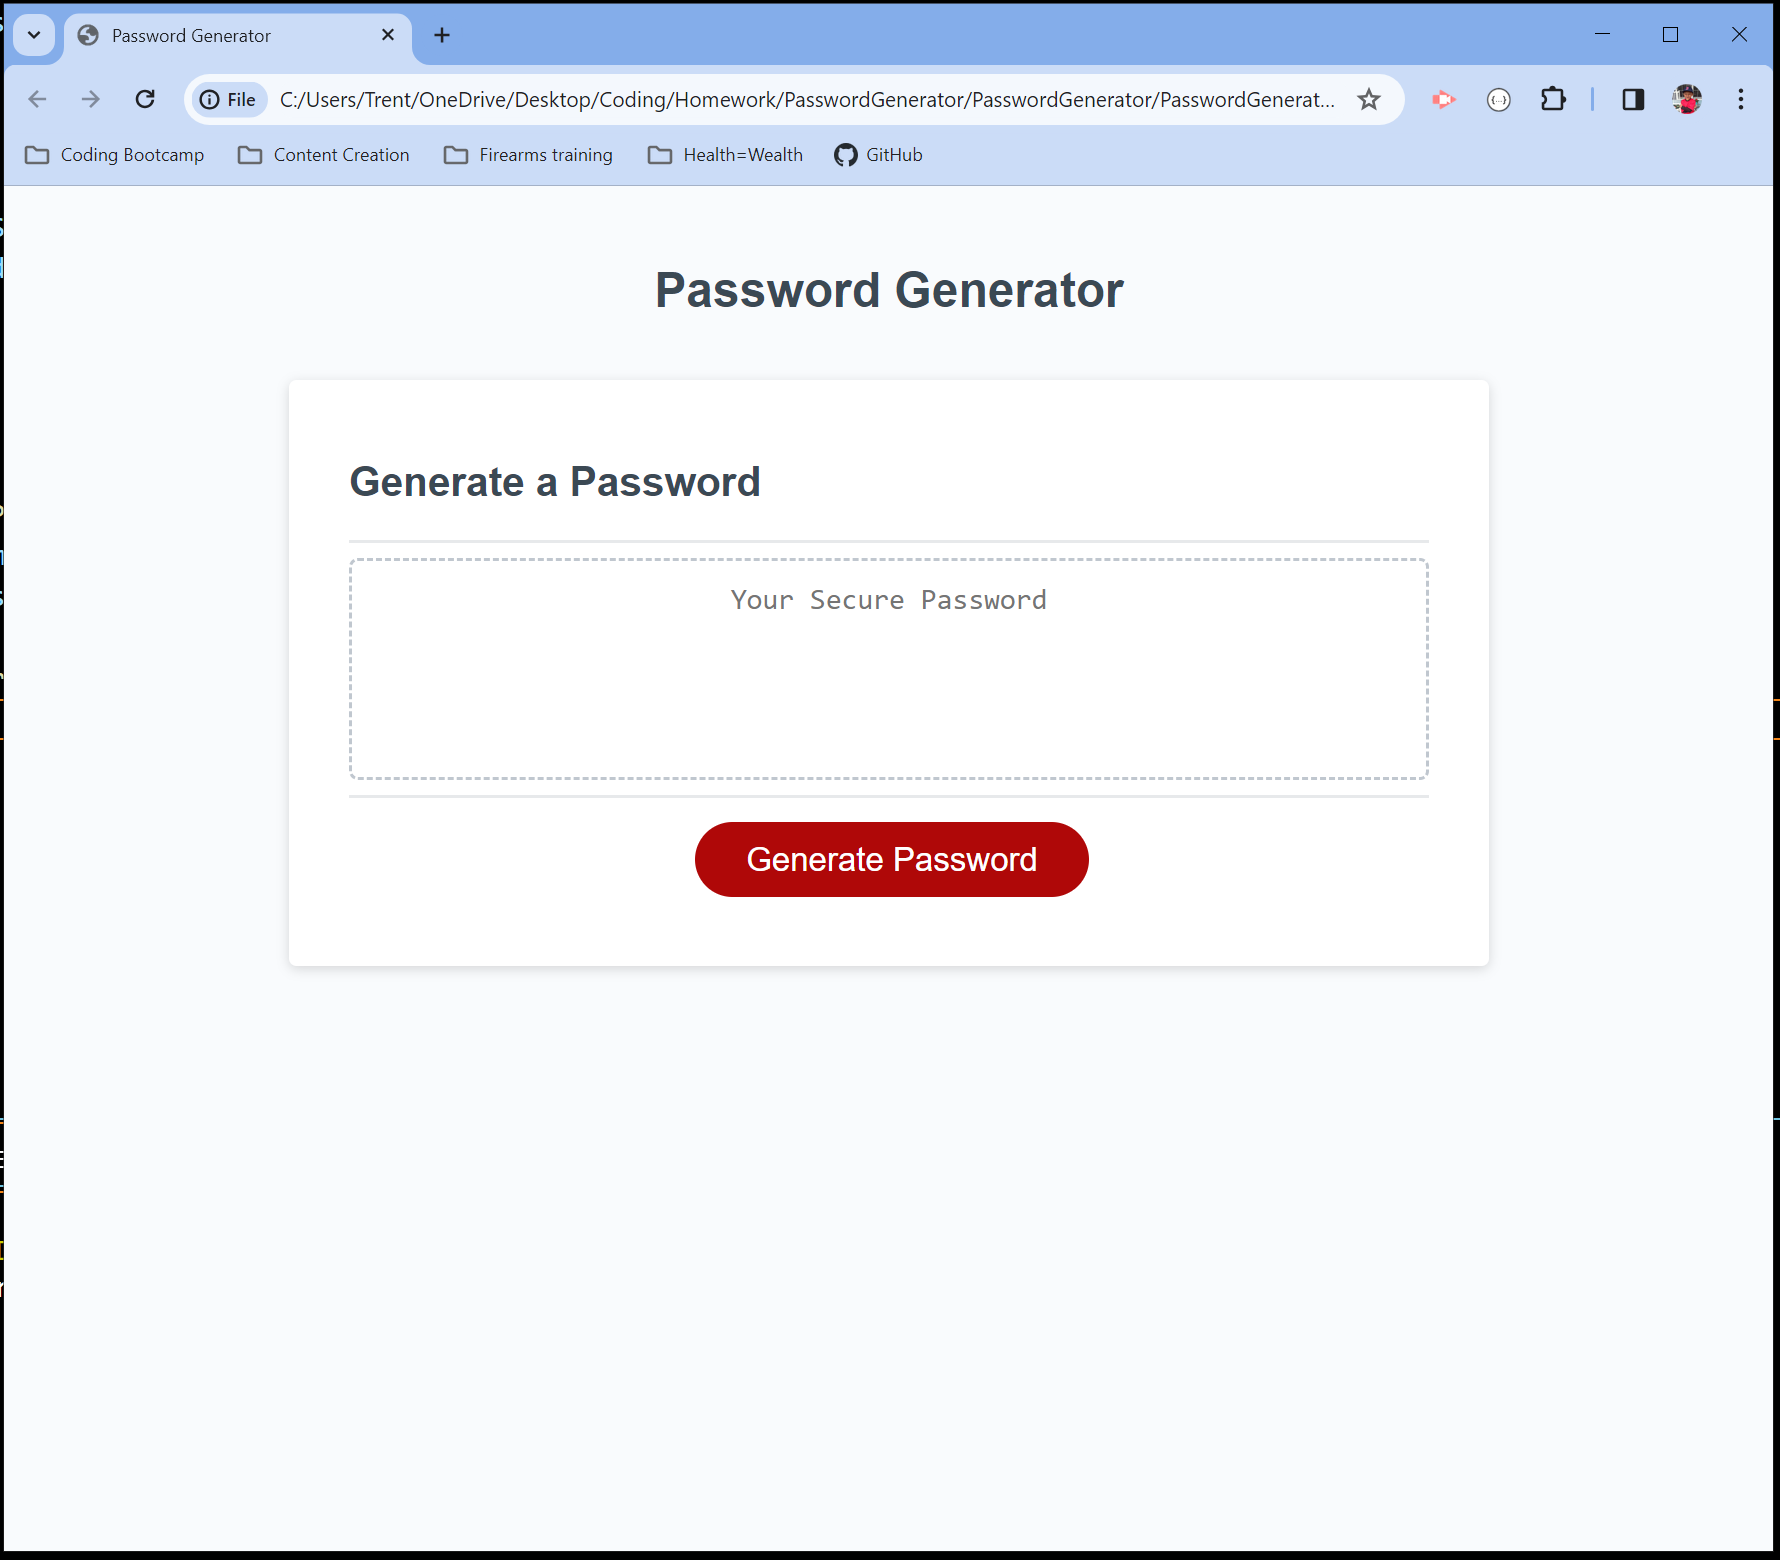 Password Generator
File
C:/Users/Trent/OneDrive/Desktop/Coding/Homework/PasswordGenerator/PasswordGenerator/PasswordGenerat...
Coding Bootcamp
Content Creation
Firearms training
Health=Wealth
GitHub
Password Generator
Generate a Password
Your Secure Password
Generate Password